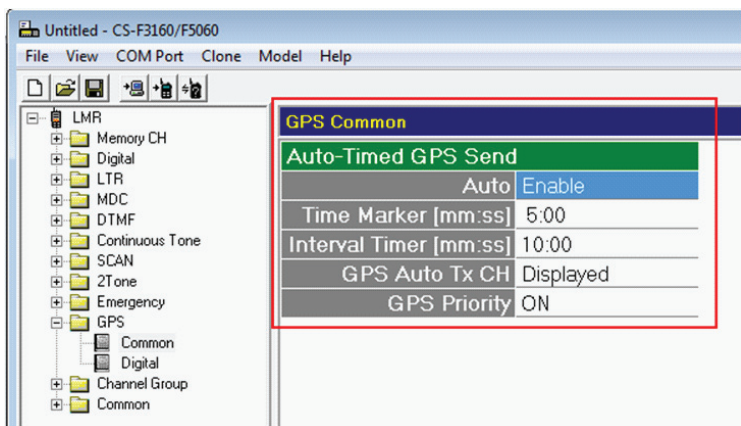 Untitled - CS-F3160/F5060
File View COM Port Clone Model Help
LMR
Memory CH
Digital
LTR
MDC
DTMF
Continuous Tone
SCAN
2Tone
Emergency
GPS
Common
Digital
Channel Group
Common
GPS Common
Auto-Timed GPS Send
Auto Enable
Time Marker [mm:ss] 5:00
Interval Timer [mm:ss] 10:00
GPS Auto Tx CH Displayed
GPS Priority ON